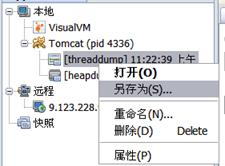 本地
VisualVM
Tomcat (pid 4336)
[threaddump] 11:22:39 上午
[heapdum
打开(O)
另存为(S)...
远程
9.123.228.
重命名(N)...
快照
删除(D) Delete
属性(P)